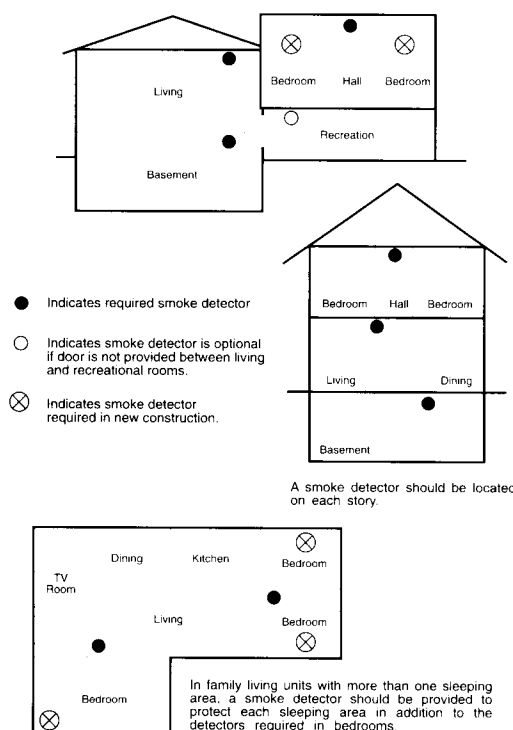 Living
Bedroom Hall Bedroom
Recreation
Basement
Indicates required smoke detector
Indicates smoke detector is optional
if door is not provided between living
and recreational rooms.
Indicates smoke detector
required in new construction.
Bedroom Hall Bedroom
Living Dining
Basement
A smoke detector should be located
on each story.
Dining Kitchen Bedroom
TV
Room
Living
Bedroom
Bedroom
In family living units with more than one sleeping
area, a smoke detector should be provided to
protect each sleeping area in addition to the
detectors required in bedrooms.